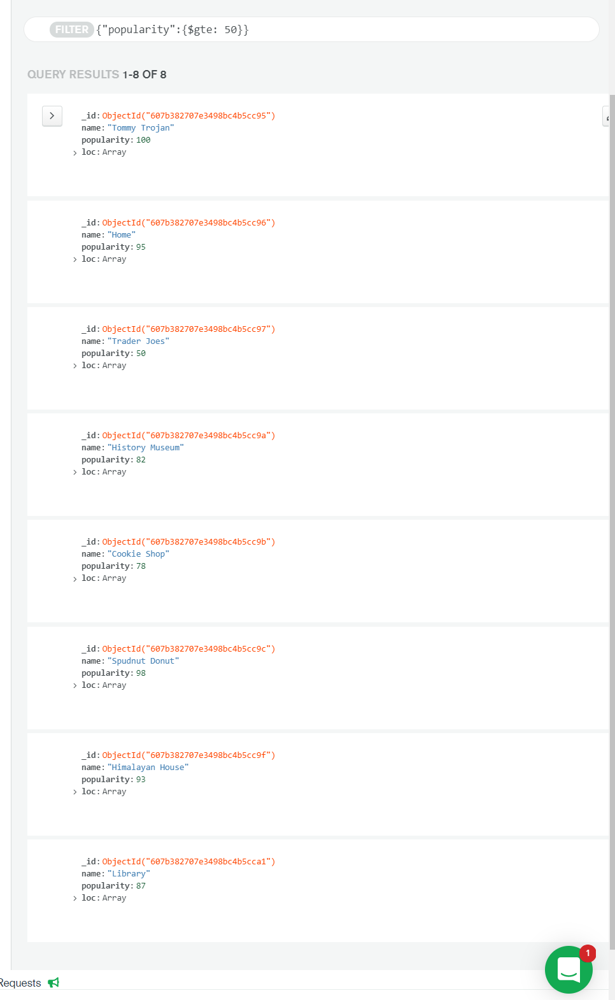 FILTER {"popularity":{$gte: 50}}
QUERY RESULTS 1-8 OF 8
_id: ObjectId("607b382707e3498bc4b5cc95")
name: "Tommy Trojan"
popularity: 100
loc: Array
_id: ObjectId("607b382707e3498bc4b5cc96")
name: "Home"
popularity: 95
loc: Array
_id: ObjectId("607b382707e3498bc4b5cc97")
name: "Trader Joes"
popularity: 50
loc: Array
_id: ObjectId("607b382707e3498bc4b5cc9a")
name: "History Museum"
popularity: 82
loc: Array
_id: ObjectId("607b382707e3498bc4b5cc9b")
name: "Cookie Shop"
popularity: 78
loc: Array
_id: ObjectId("607b382707e3498bc4b5cc9c")
name: "Spudnut Donut"
popularity: 98
loc: Array
_id: ObjectId("607b382707e3498bc4b5cc9f")
name: "Himalayan House"
popularity: 93
loc: Array
_id: ObjectId("607b382707e3498bc4b5cca1")
name: "Library"
popularity: 87
loc: Array
1
Requests